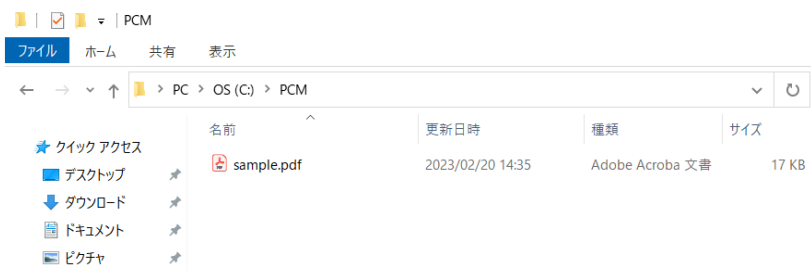 PCM
ファイル ホーム 共有 表示
PC > OS (C:) > PCM
名前 更新日時 種類 サイズ
クイック アクセス
sample.pdf 2023/02/20 14:35 Adobe Acroba 文書 17 KB
デスクトップ
ダウンロード
ドキュメント
ピクチャ